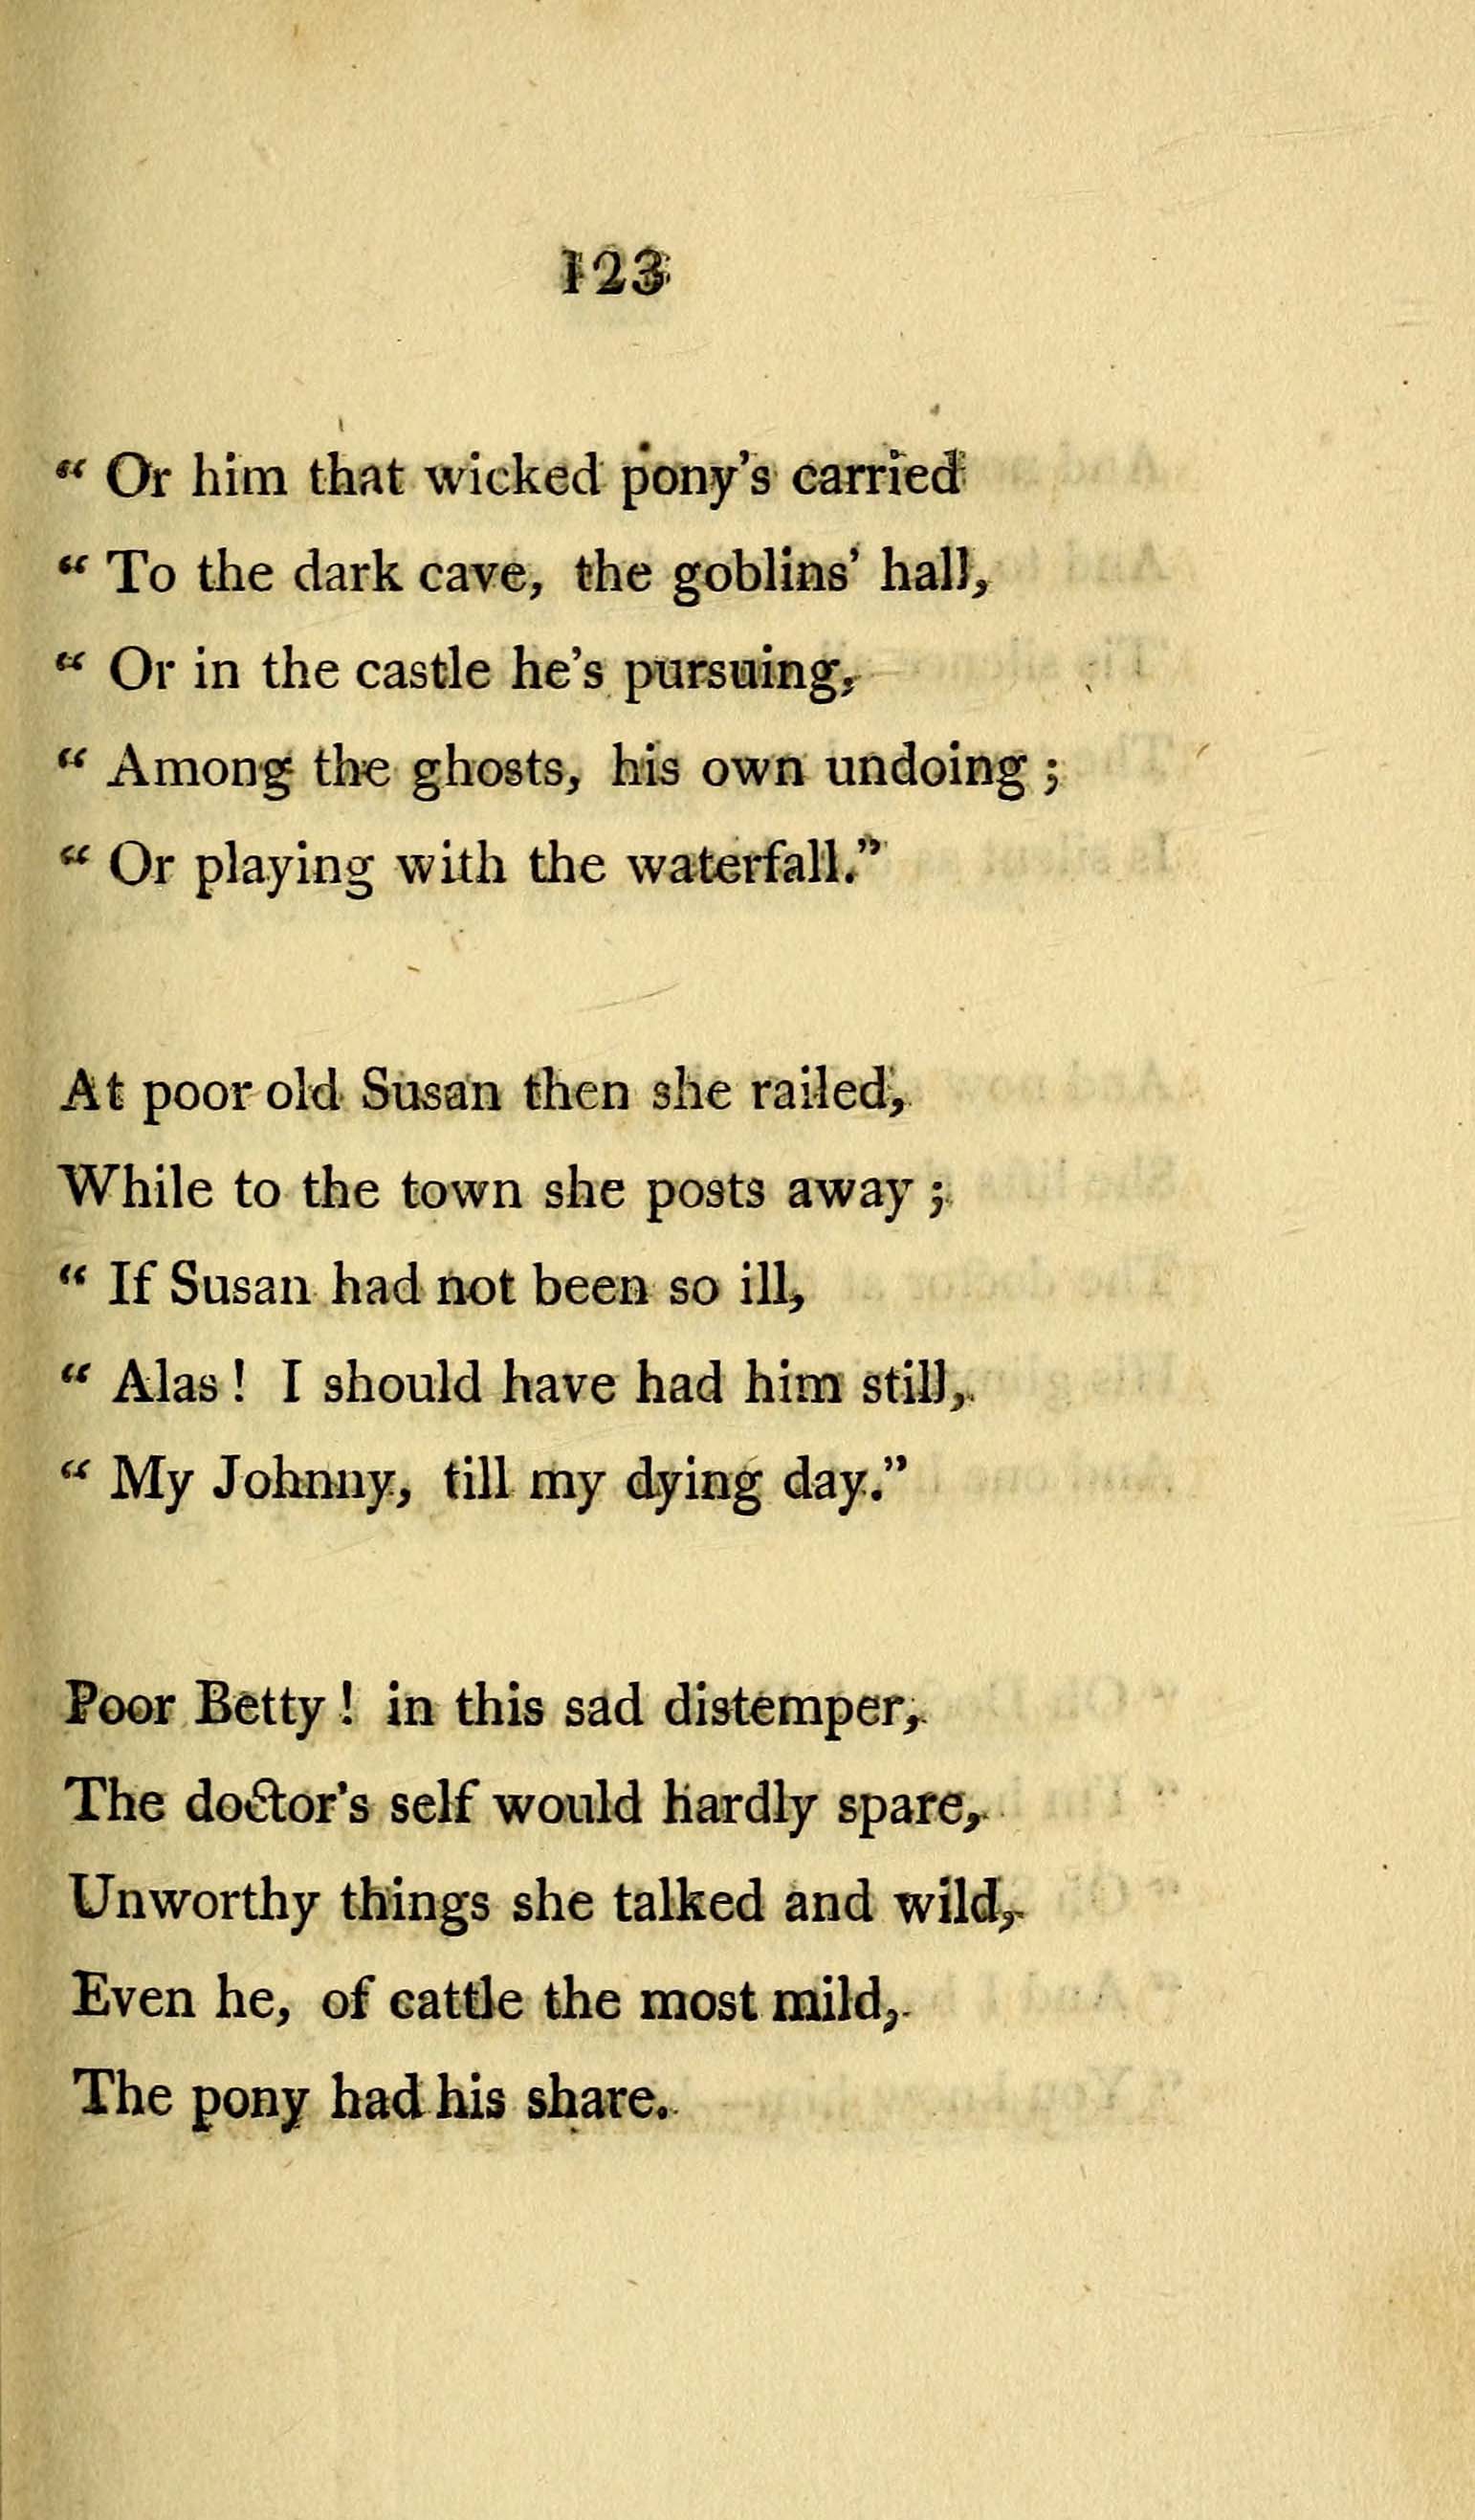 123
“ Or him that wicked pony's carried
“ To the dark cave, the goblins' hall,
“ Or in the castle he's pursuing,
“ Among the ghosts, his own undoing ;
“ Or playing with the waterfall.”
At poor old Susan then she railed,
While to the town she posts away ;
“ If Susan had not been so ill,
“ Alas ! I should have had him still,
“ My Johnny, till my dying day.”
Poor Betty ! in this sad distemper,
The doctor's self would hardly spare,
Unworthy things she talked and wild,
Even he, of cattle the most mild,
The pony had his share.